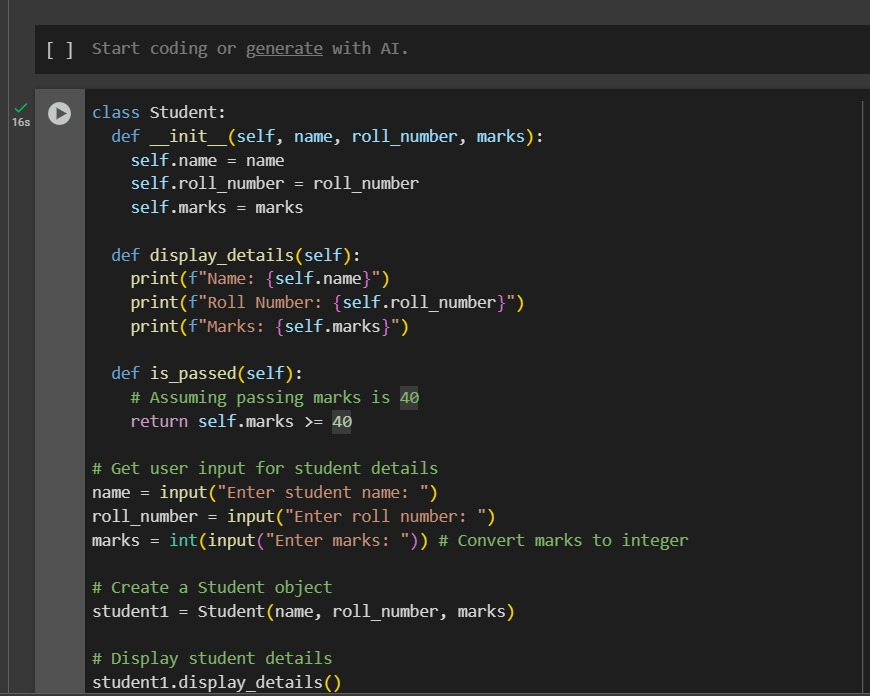 [ ] Start coding or generate with AI.
16s
class Student:
  def __init__(self, name, roll_number, marks):
    self.name = name
    self.roll_number = roll_number
    self.marks = marks

  def display_details(self):
    print(f"Name: {self.name}")
    print(f"Roll Number: {self.roll_number}")
    print(f"Marks: {self.marks}")

  def is_passed(self):
    # Assuming passing marks is 40
    return self.marks >= 40

# Get user input for student details
name = input("Enter student name: ")
roll_number = input("Enter roll number: ")
marks = int(input("Enter marks: ")) # Convert marks to integer

# Create a Student object
student1 = Student(name, roll_number, marks)

# Display student details
student1.display_details()